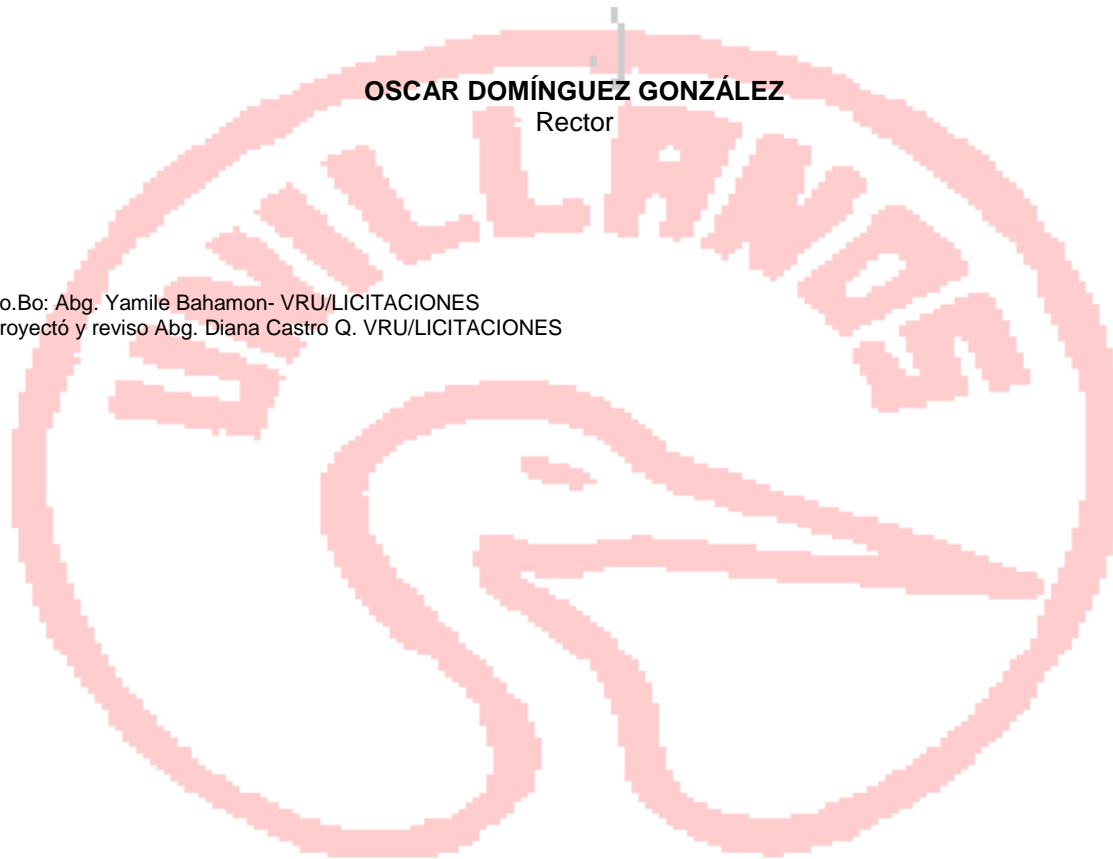 OSCAR DOMÍNGUEZ GONZÁLEZ
Rector
UNILLANOS
o.Bo: Abg. Yamile Bahamon- VRU/LICITACIONES
royectó y reviso Abg. Diana Castro Q. VRU/LICITACIONES